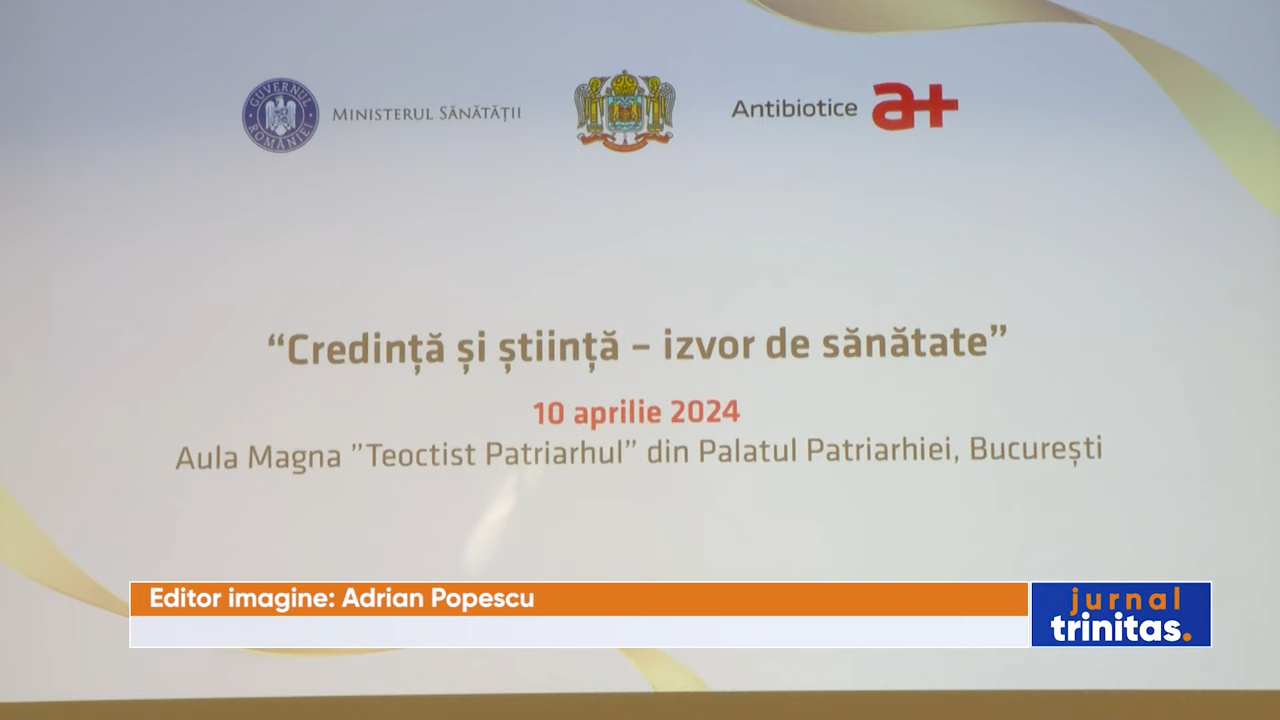 GUVERNUL ROMÂNIEI
MINISTERUL SĂNĂTĂȚII
Antibiotice a+
“Credință și știință – izvor de sănătate”
10 aprilie 2024
Aula Magna ”Teoctist Patriarhul” din Palatul Patriarhiei, București
Editor imagine: Adrian Popescu
jurnal
trinitas.